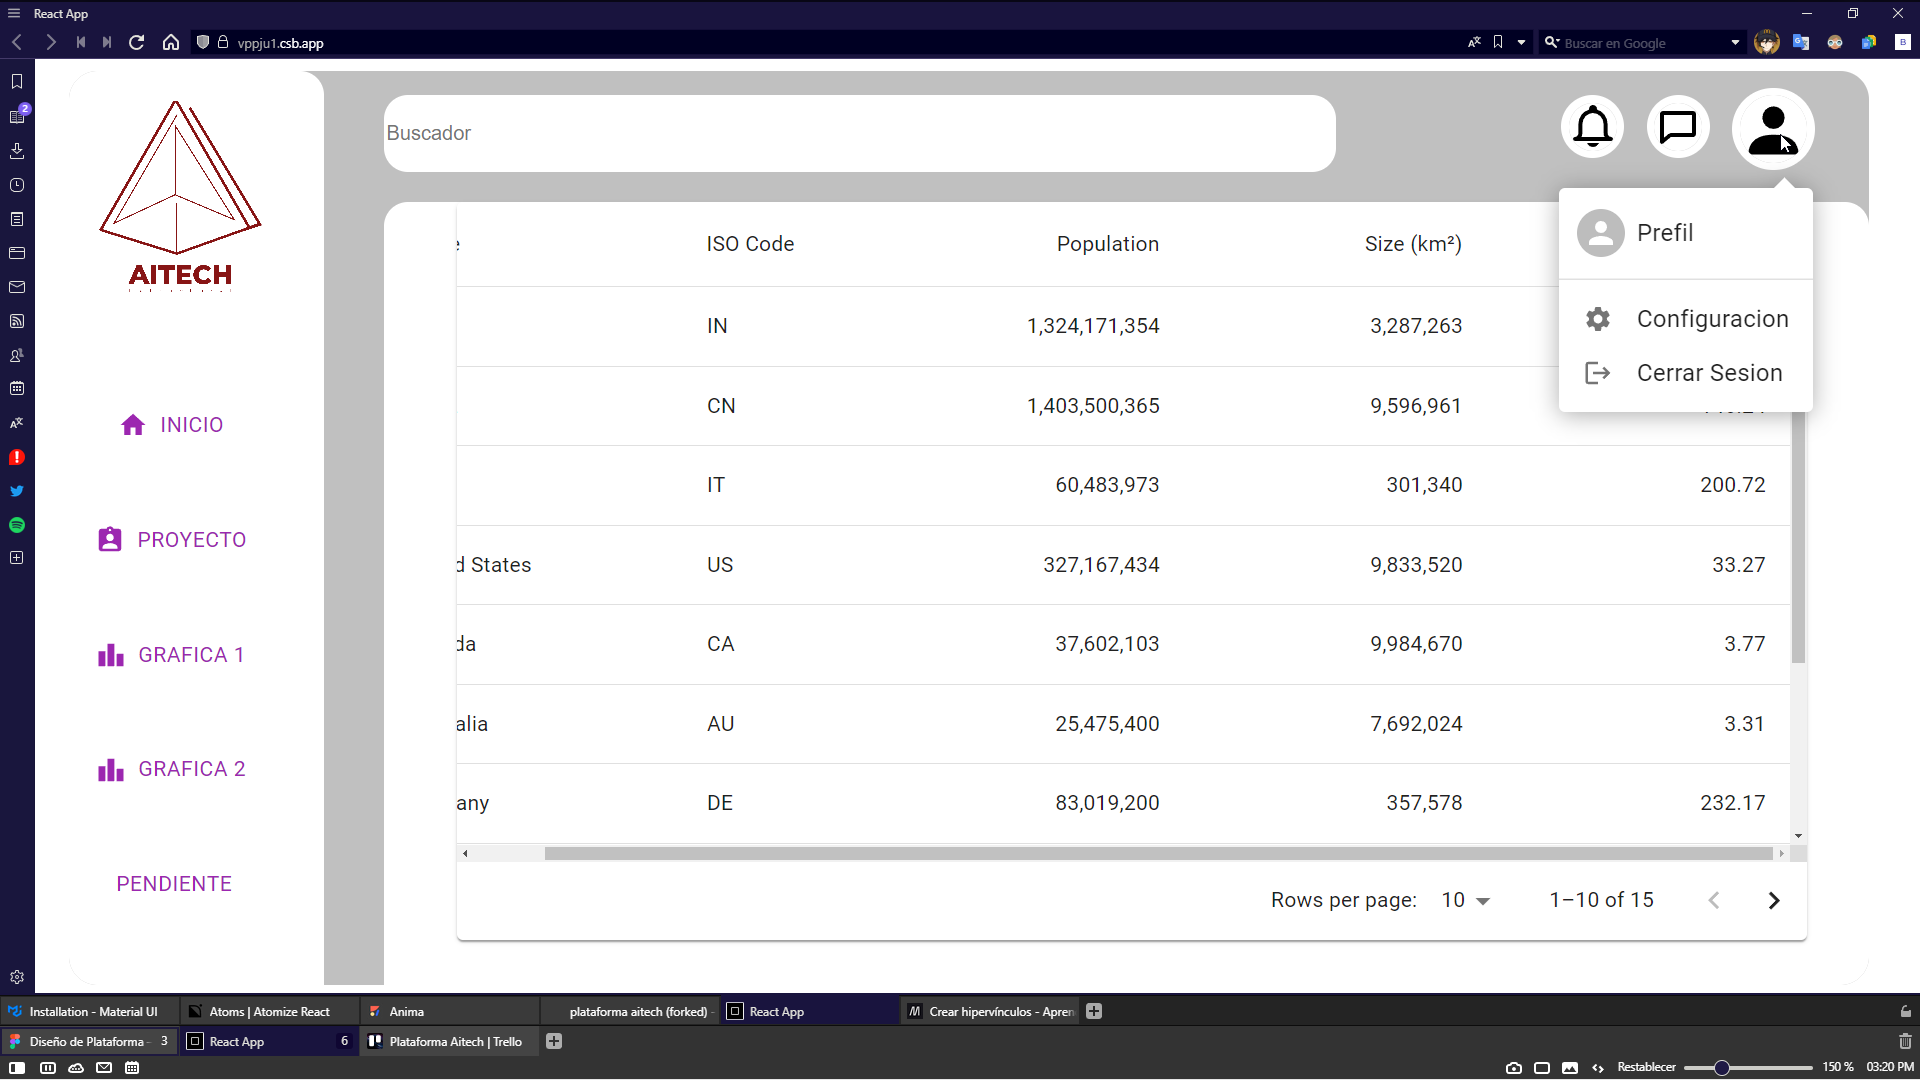 React App
vppju1.csb.app
Buscar en Google
B
2
AITECH
INICIO
PROYECTO
GRAFICA 1
GRAFICA 2
PENDIENTE
Buscador
Prefil
Configuracion
Cerrar Sesion
e ISO Code Population Size (km²)
IN 1,324,171,354 3,287,263
CN 1,403,500,365 9,596,961
IT 60,483,973 301,340 200.72
d States US 327,167,434 9,833,520 33.27
da CA 37,602,103 9,984,670 3.77
alia AU 25,475,400 7,692,024 3.31
any DE 83,019,200 357,578 232.17
Rows per page: 10 1–10 of 15
Installation - Material UI Atoms | Atomize React Anima plataforma aitech (forked) - React App Crear hipervínculos - Apren
Diseño de Plataforma - 3 React App 6 Plataforma Aitech | Trello
Restablecer 150 % 03:20 PM